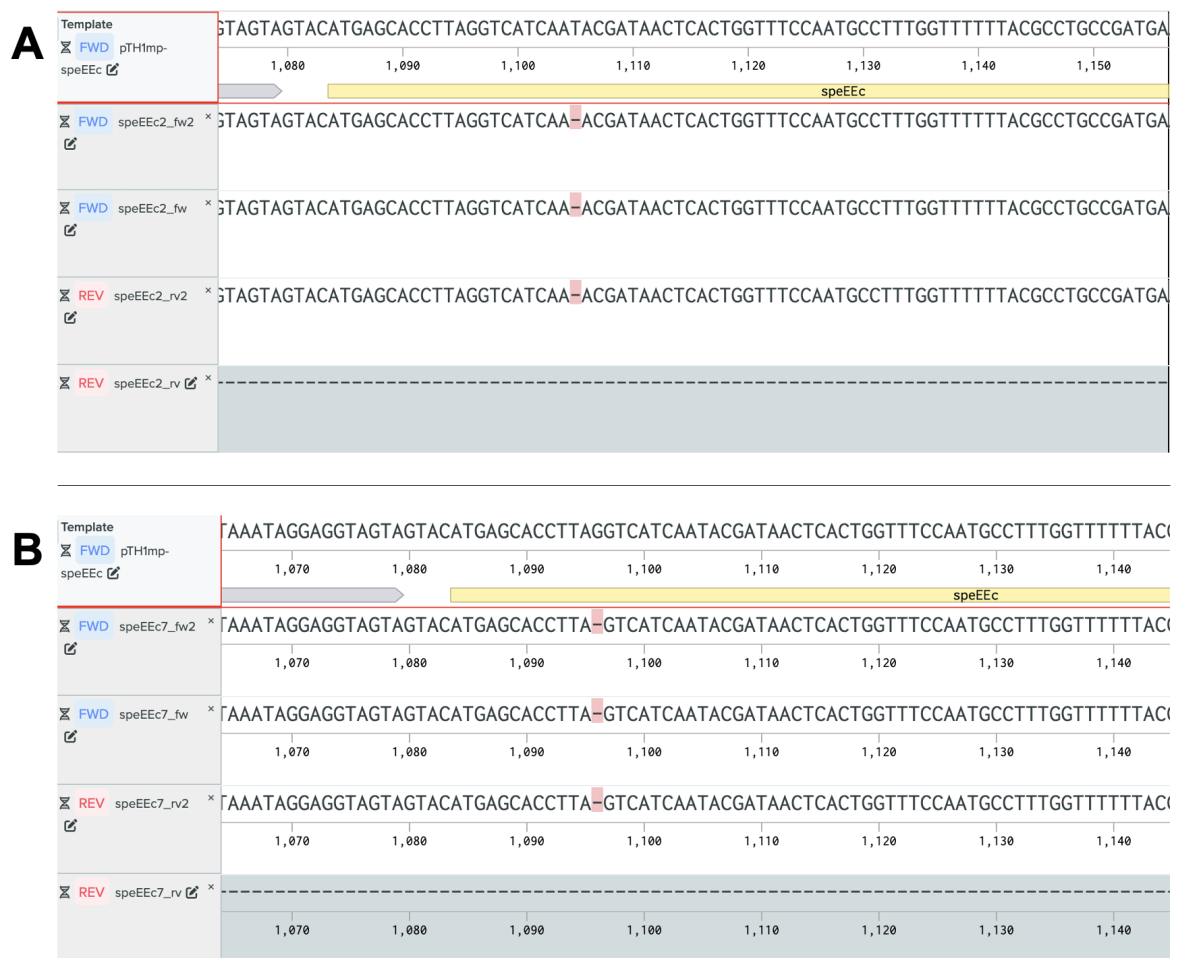 A
Template
FWD pTH1mp-
speEEc
GTAGTAGTACATGAGCACCTTAGGTCATCAATACGATAACTCACTGGTTTCCAATGCCTTTGGTTTTTTACGCCTGCCGATGA
1,080 1,090 1,100 1,110 1,120 1,130 1,140 1,150
speEEc
FWD speEEc2_fw2 ×
GTAGTAGTACATGAGCACCTTAGGTCATCAA-ACGATAACTCACTGGTTTCCAATGCCTTTGGTTTTTTACGCCTGCCGATGA
FWD speEEc2_fw ×
GTAGTAGTACATGAGCACCTTAGGTCATCAA-ACGATAACTCACTGGTTTCCAATGCCTTTGGTTTTTTACGCCTGCCGATGA
REV speEEc2_rv2 ×
GTAGTAGTACATGAGCACCTTAGGTCATCAA-ACGATAACTCACTGGTTTCCAATGCCTTTGGTTTTTTACGCCTGCCGATGA
REV speEEc2_rv ×
B
Template
FWD pTH1mp-
speEEc
TAAATAGGAGGTAGTAGTACATGAGCACCTTAGGTCATCAATACGATAACTCACTGGTTTCCAATGCCTTTGGTTTTTTAC
1,070 1,080 1,090 1,100 1,110 1,120 1,130 1,140
speEEc
FWD speEEc7_fw2 ×
TAAATAGGAGGTAGTAGTACATGAGCACCTTA-GTCATCAATACGATAACTCACTGGTTTCCAATGCCTTTGGTTTTTTAC
1,070 1,080 1,090 1,100 1,110 1,120 1,130 1,140
FWD speEEc7_fw ×
TAAATAGGAGGTAGTAGTACATGAGCACCTTA-GTCATCAATACGATAACTCACTGGTTTCCAATGCCTTTGGTTTTTTAC
1,070 1,080 1,090 1,100 1,110 1,120 1,130 1,140
REV speEEc7_rv2 ×
TAAATAGGAGGTAGTAGTACATGAGCACCTTA-GTCATCAATACGATAACTCACTGGTTTCCAATGCCTTTGGTTTTTTAC
1,070 1,080 1,090 1,100 1,110 1,120 1,130 1,140
REV speEEc7_rv ×
1,070 1,080 1,090 1,100 1,110 1,120 1,130 1,140